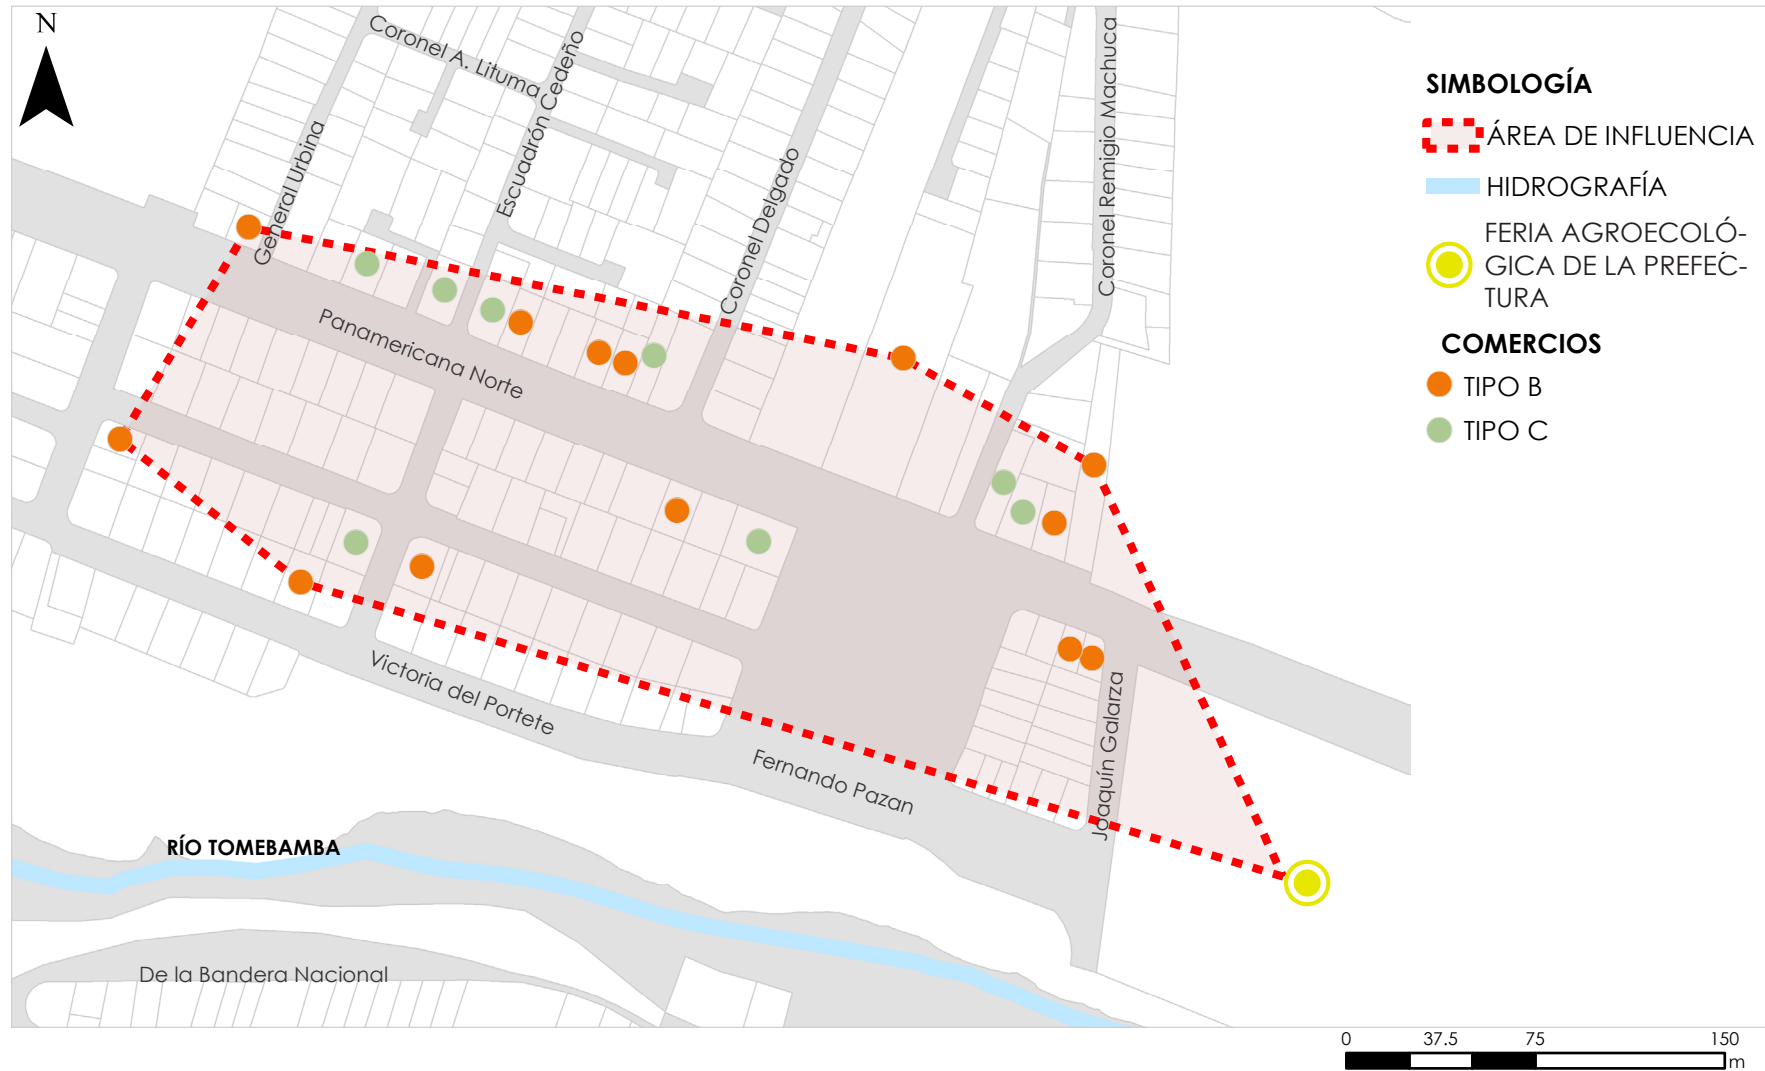 N
Coronel A. Lituma
Escuadrón Cedeño
General Urbina
Coronel Delgado
Coronel Remigio Machuca
Panamericana Norte
Victoria del Portete
Fernando Pazan
Joaquín Galarza
RÍO TOMEBAMBA
De la Bandera Nacional
SIMBOLOGÍA
ÁREA DE INFLUENCIA
HIDROGRAFÍA
FERIA AGROECOLÓ-
GICA DE LA PREFEC-
TURA
COMERCIOS
TIPO B
TIPO C
0 37.5 75 150
m